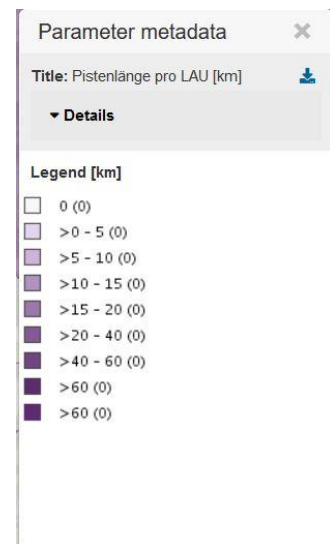 Parameter metadata
Title: Pistenlänge pro LAU [km]
Details
Legend [km]
0 (0)
>0 - 5 (0)
>5 - 10 (0)
>10 - 15 (0)
>15 - 20 (0)
>20 - 40 (0)
>40 - 60 (0)
>60 (0)
>60 (0)